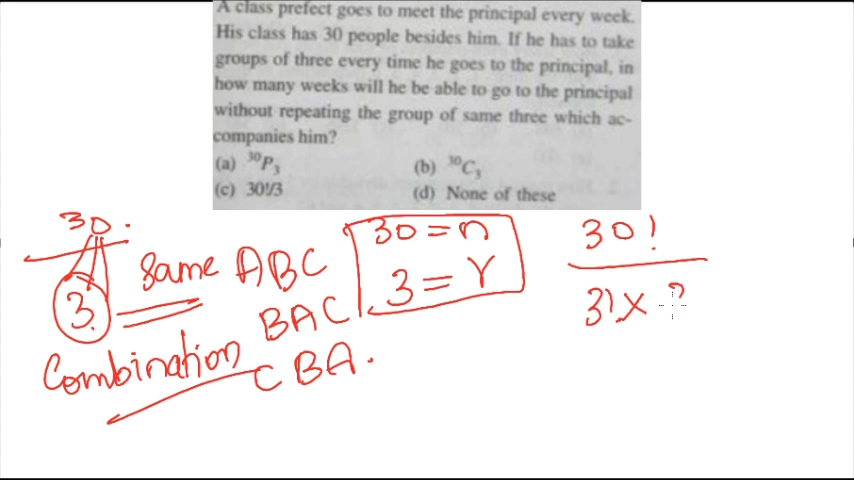 A class prefect goes to meet the principal every week.
His class has 30 people besides him. If he has to take
groups of three every time he goes to the principal, in
how many weeks will he be able to go to the principal
without repeating the group of same three which ac-
companies him?
(a) ³⁰P₃ (b) ³⁰C₃
(c) 30!/3 (d) None of these
30.
3.
Same ABC
BAC
CBA.
Combination
30 = n
3 = r
30!
3! ×